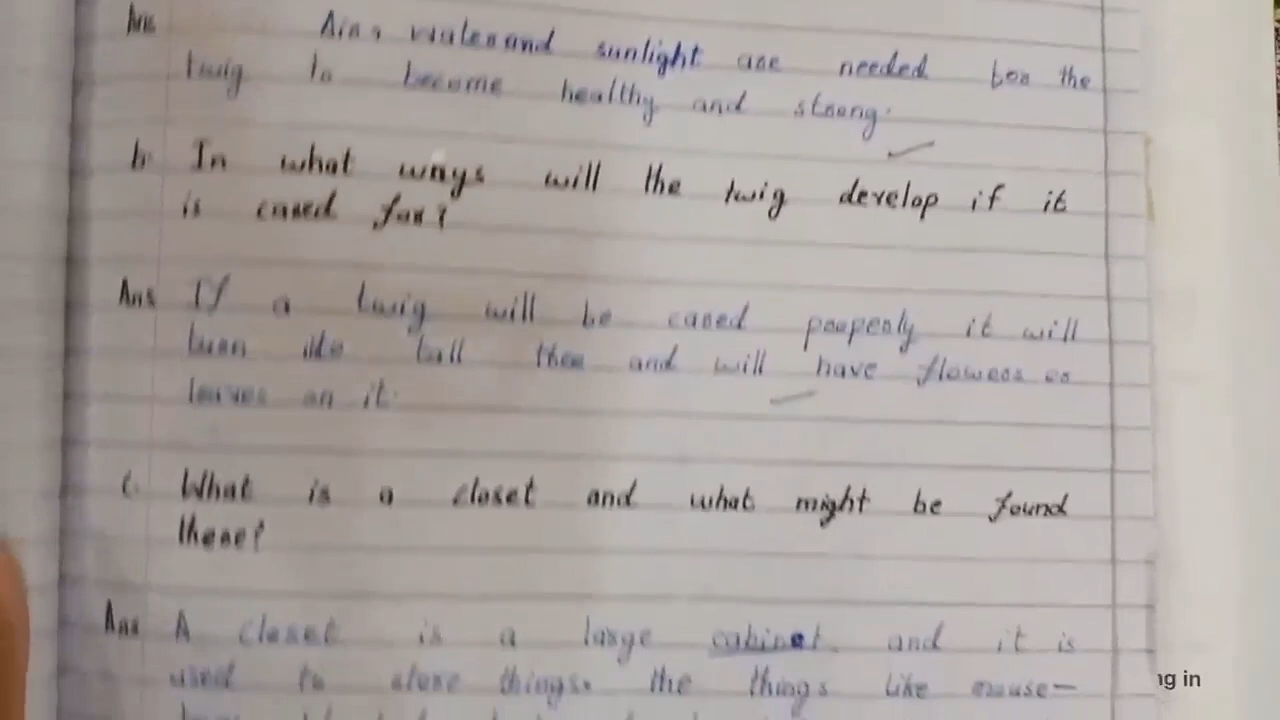 Ans Air, water and sunlight are needed for the
twig to become healthy and strong.
b. In what ways will the twig develop if it
is cared for?
Ans If a twig will be cared properly it will
turn into tall tree and will have flowers or
leaves on it.
c. What is a closet and what might be found
there?
Ans A closet is a large cabinet and it is
used to store things. the things like mouse-
ng in